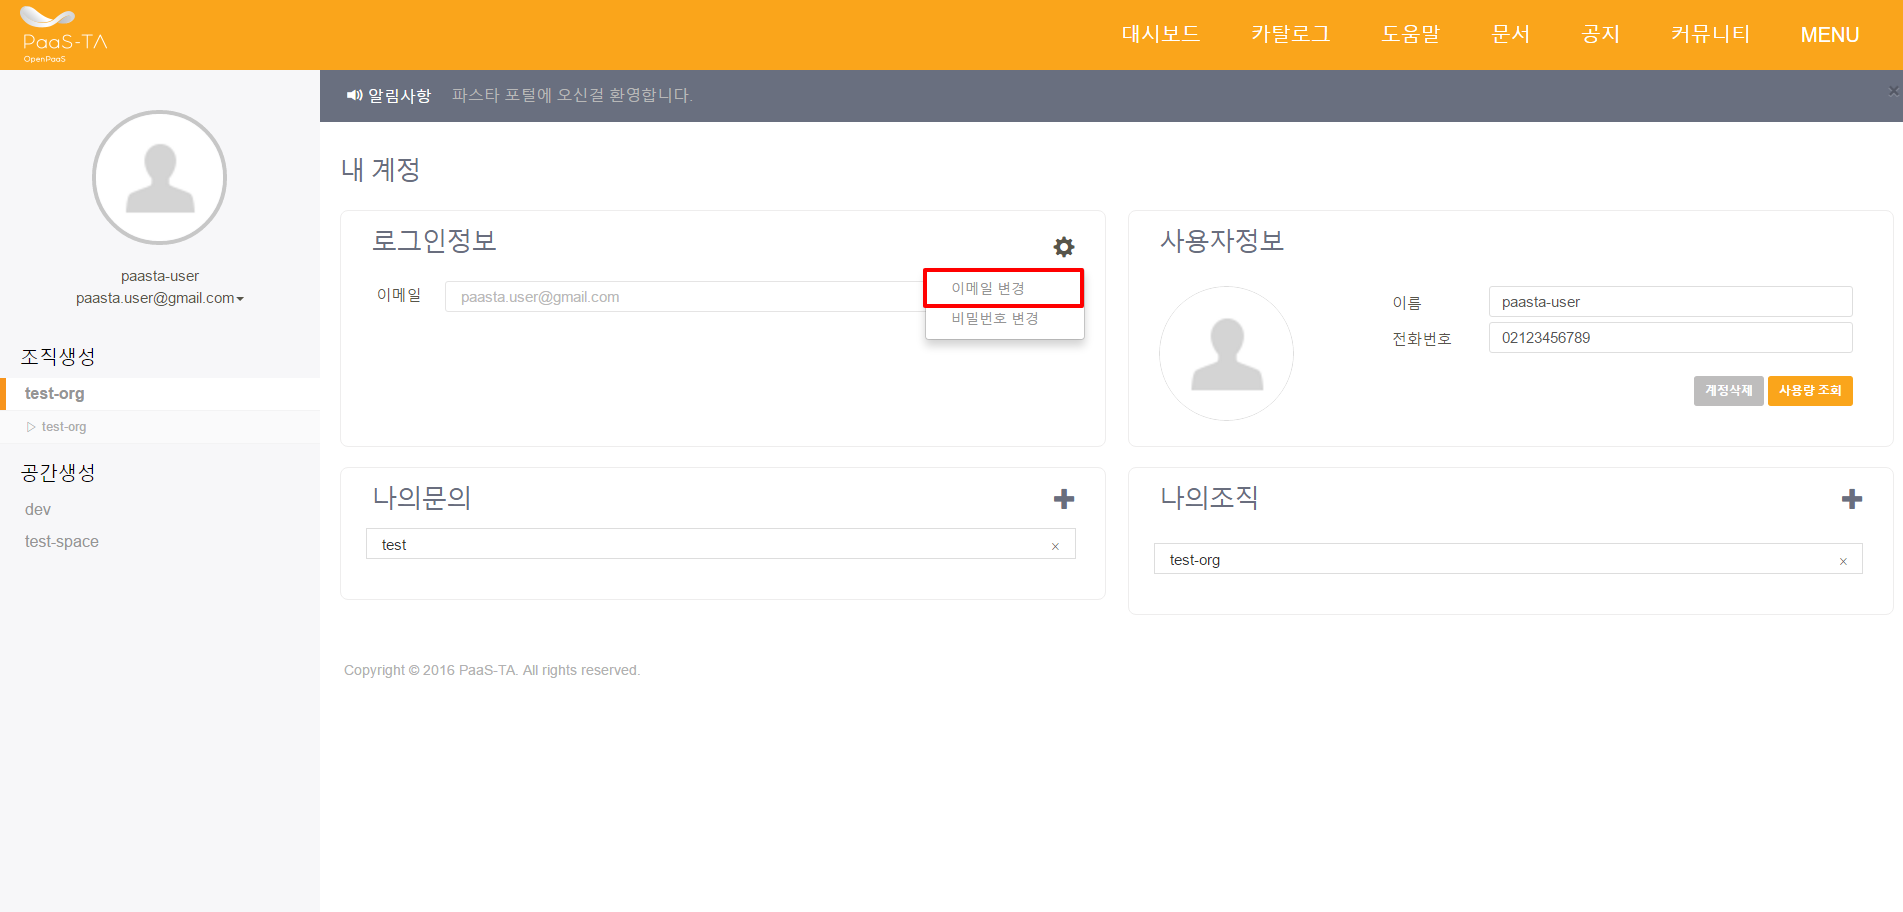 PaaS-TA
OpenPaaS
대시보드 카탈로그 도움말 문서 공지 커뮤니티 MENU
알림사항 파스타 포털에 오신걸 환영합니다.
paasta-user
paasta.user@gmail.com
조직생성
test-org
test-org
공간생성
dev
test-space
내 계정
로그인정보
이메일 paasta.user@gmail.com
이메일 변경
비밀번호 변경
사용자정보
이름 paasta-user
전화번호 02123456789
계정삭제 사용량 조회
나의문의
test ×
나의조직
test-org ×
Copyright © 2016 PaaS-TA. All rights reserved.